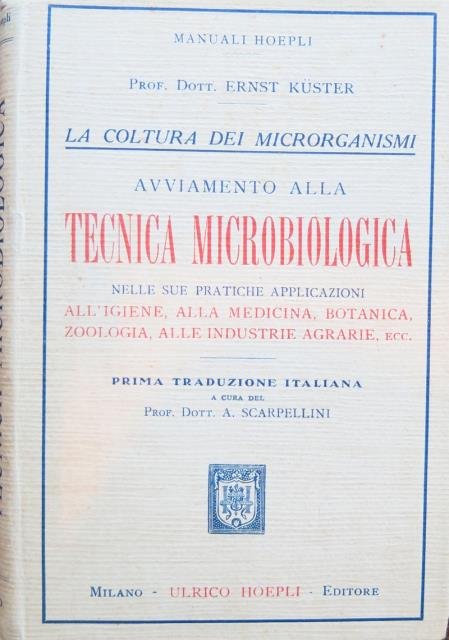 MANUALI HOEPLI
PROF. DOTT. ERNST KÜSTER
LA COLTURA DEI MICRORGANISMI
AVVIAMENTO ALLA
TECNICA MICROBIOLOGICA
NELLE SUE PRATICHE APPLICAZIONI
ALL'IGIENE, ALLA MEDICINA, BOTANICA,
ZOOLOGIA, ALLE INDUSTRIE AGRARIE, ECC.
PRIMA TRADUZIONE ITALIANA
A CURA DEL
PROF. DOTT. A. SCARPELLINI
MILANO - ULRICO HOEPLI - EDITORE